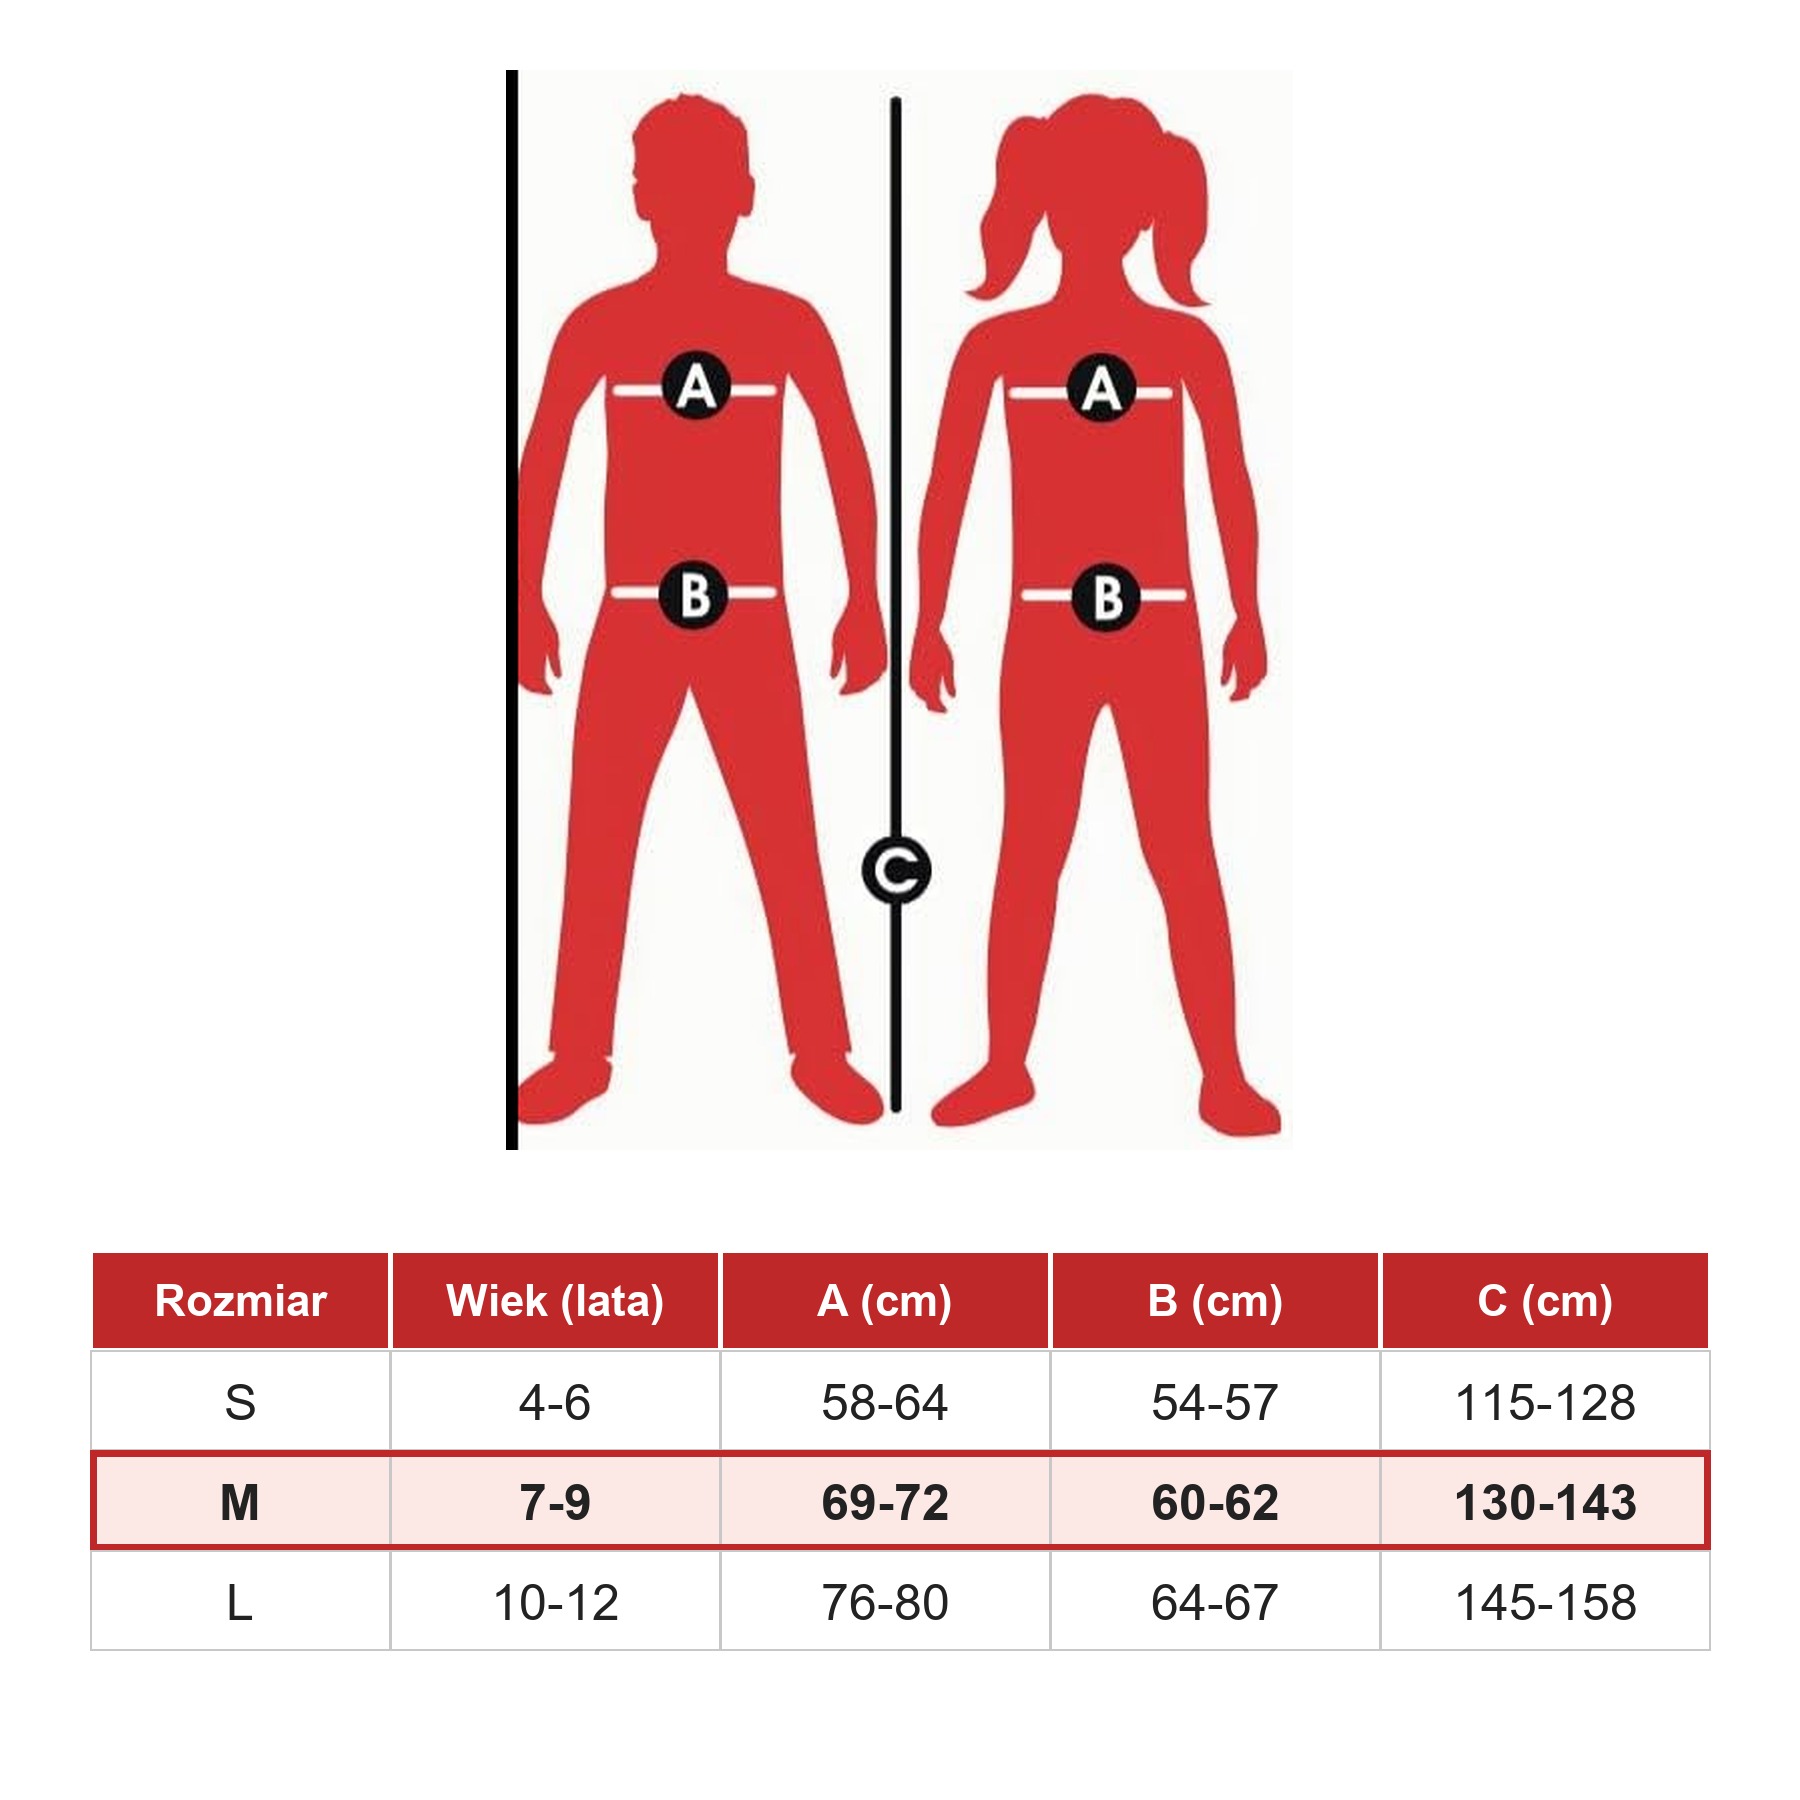 A A
B B
C
Rozmiar Wiek (lata) A (cm) B (cm) C (cm)
S 4-6 58-64 54-57 115-128
M 7-9 69-72 60-62 130-143
L 10-12 76-80 64-67 145-158